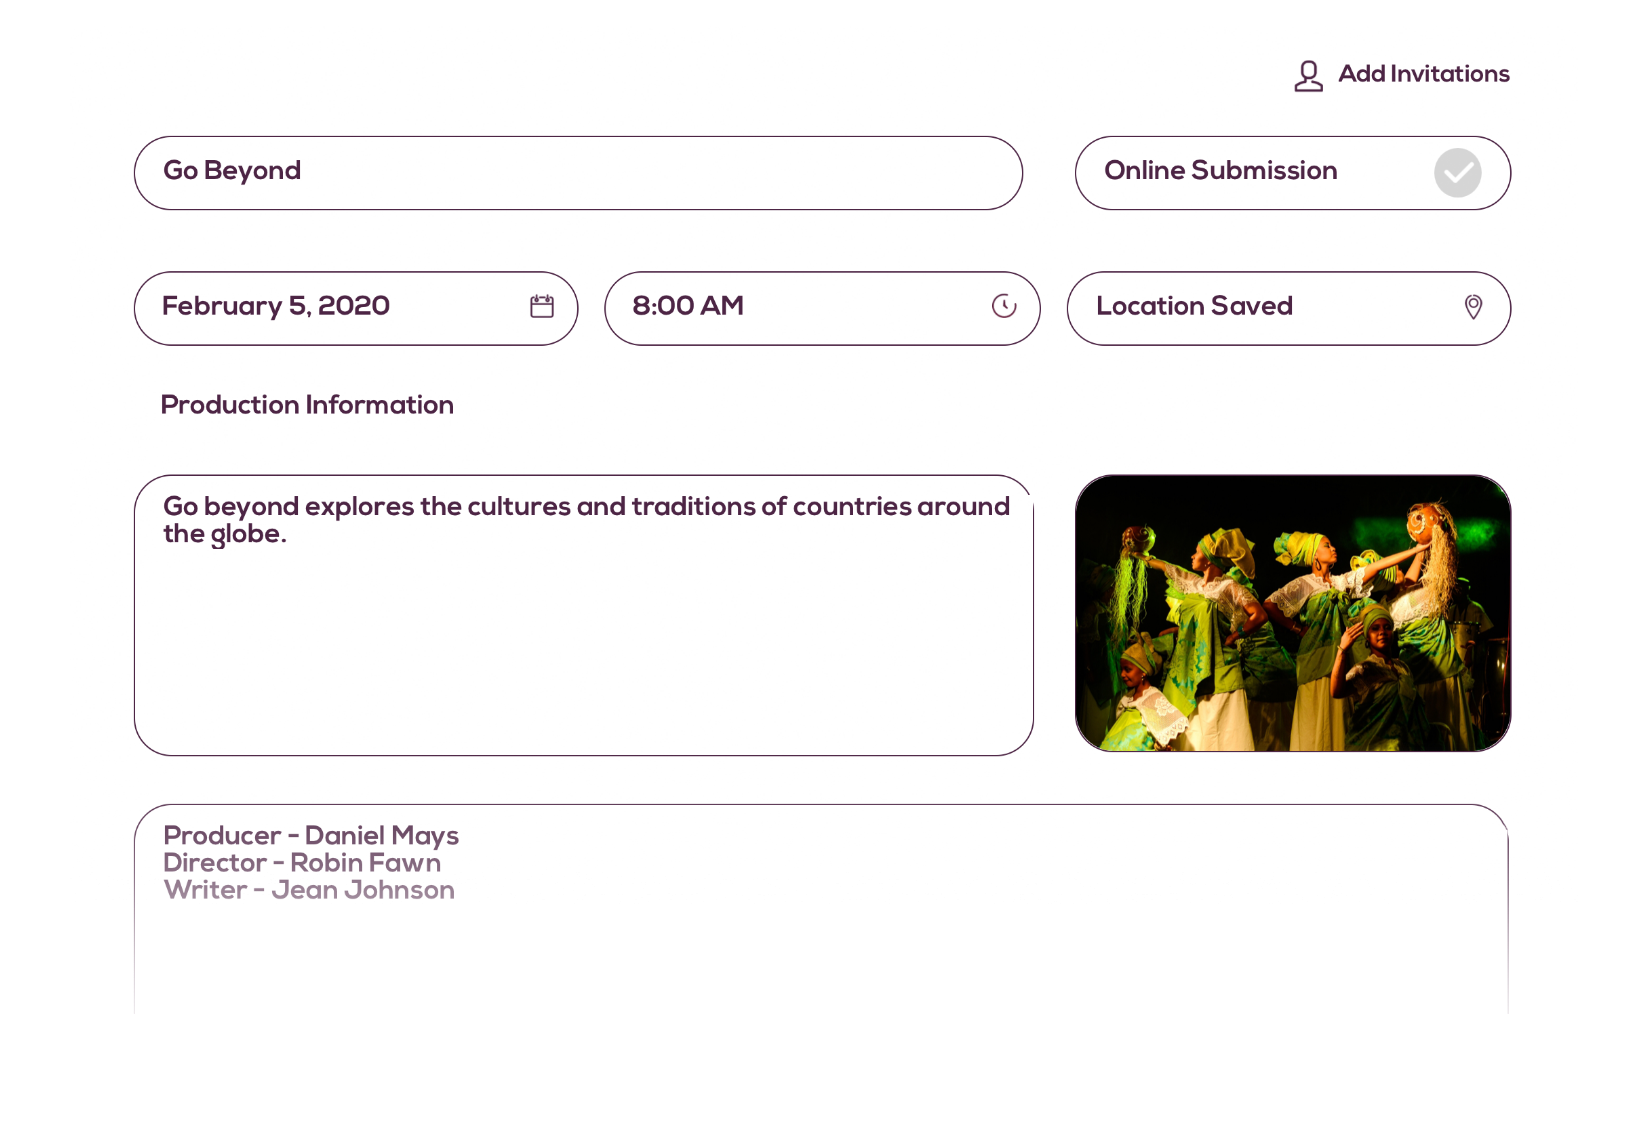 Add Invitations
Go Beyond
Online Submission
February 5, 2020
8:00 AM
Location Saved
Production Information
Go beyond explores the cultures and traditions of countries around
the globe.
Producer - Daniel Mays
Director - Robin Fawn
Writer - Jean Johnson